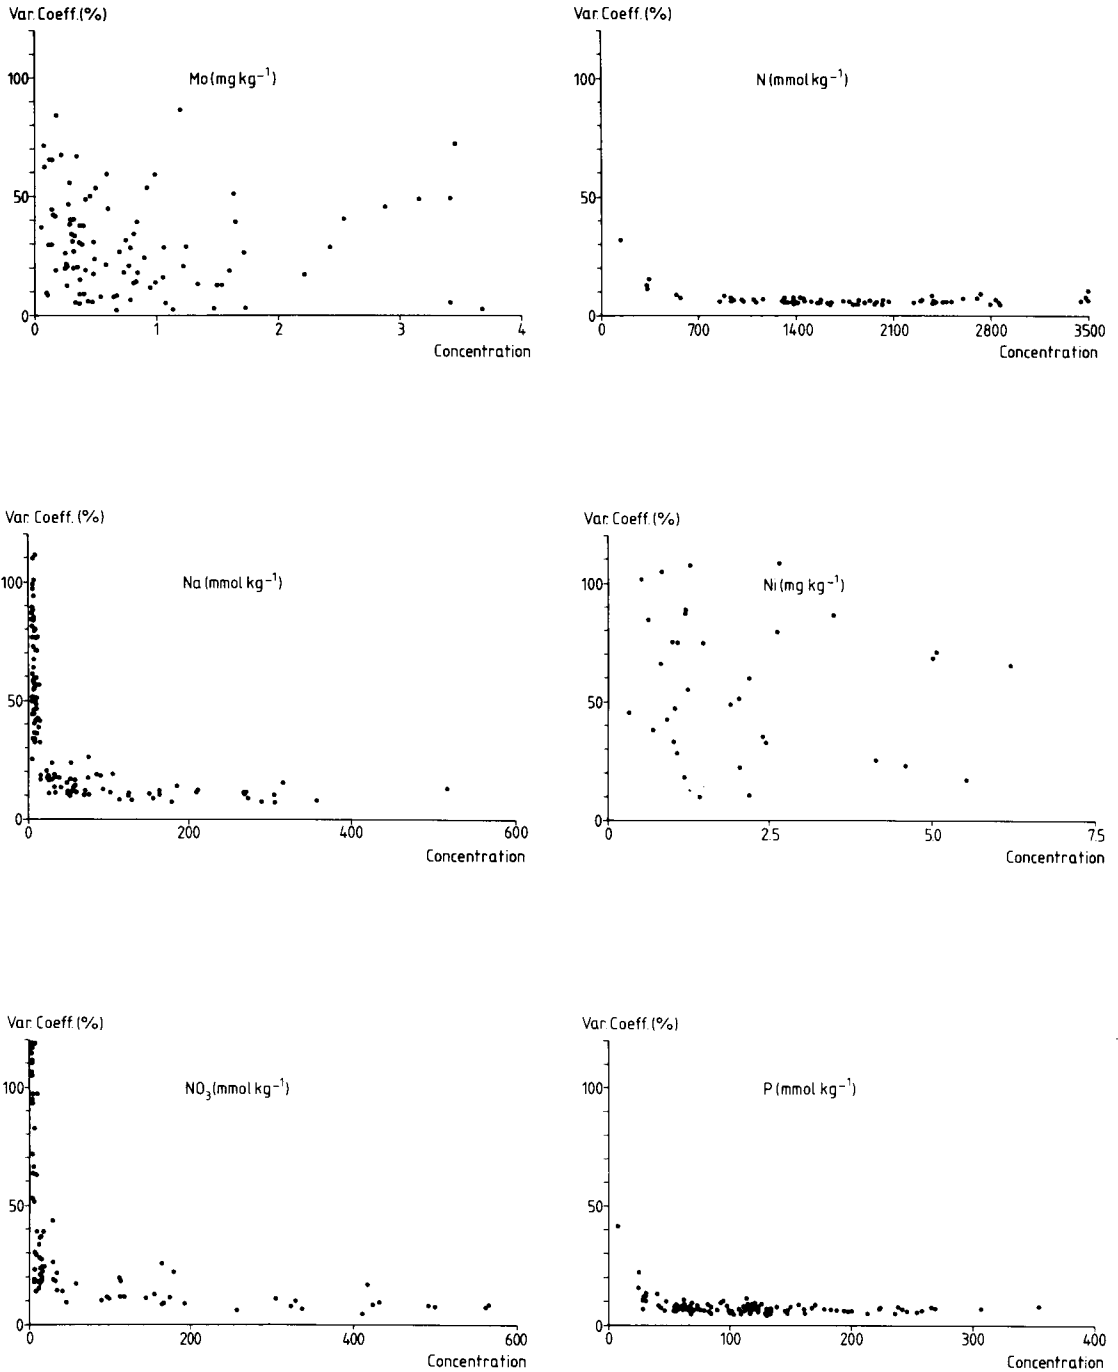 Var. Coeff. (%)
Mo (mg kg⁻¹)
100
50
0
0 1 2 3 4
Concentration
Var. Coeff. (%)
N (mmol kg⁻¹)
100
50
0
0 700 1400 2100 2800 3500
Concentration
Var. Coeff. (%)
Na (mmol kg⁻¹)
100
50
0
0 200 400 600
Concentration
Var. Coeff. (%)
Ni (mg kg⁻¹)
100
50
0
0 2.5 5.0 7.5
Concentration
Var. Coeff. (%)
NO₃ (mmol kg⁻¹)
100
50
0
0 200 400 600
Concentration
Var. Coeff. (%)
P (mmol kg⁻¹)
100
50
0
0 100 200 300 400
Concentration